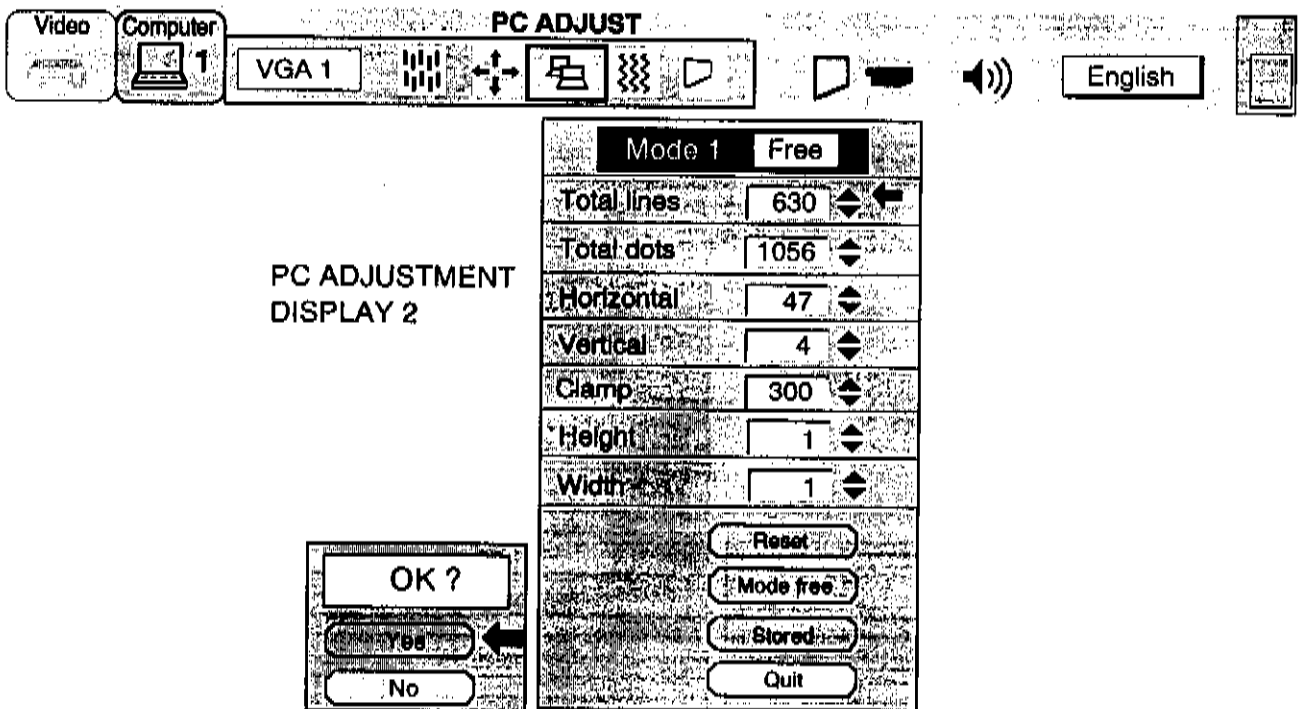 PC ADJUST
Video
Computer
1
VGA 1
English
PC ADJUSTMENT
DISPLAY 2
Mode 1 Free
Total lines 630
Total dots 1056
Horizontal 47
Vertical 4
Clamp 300
Height 1
Width 1
Reset
Mode free
Stored
Quit
OK ?
Yes
No